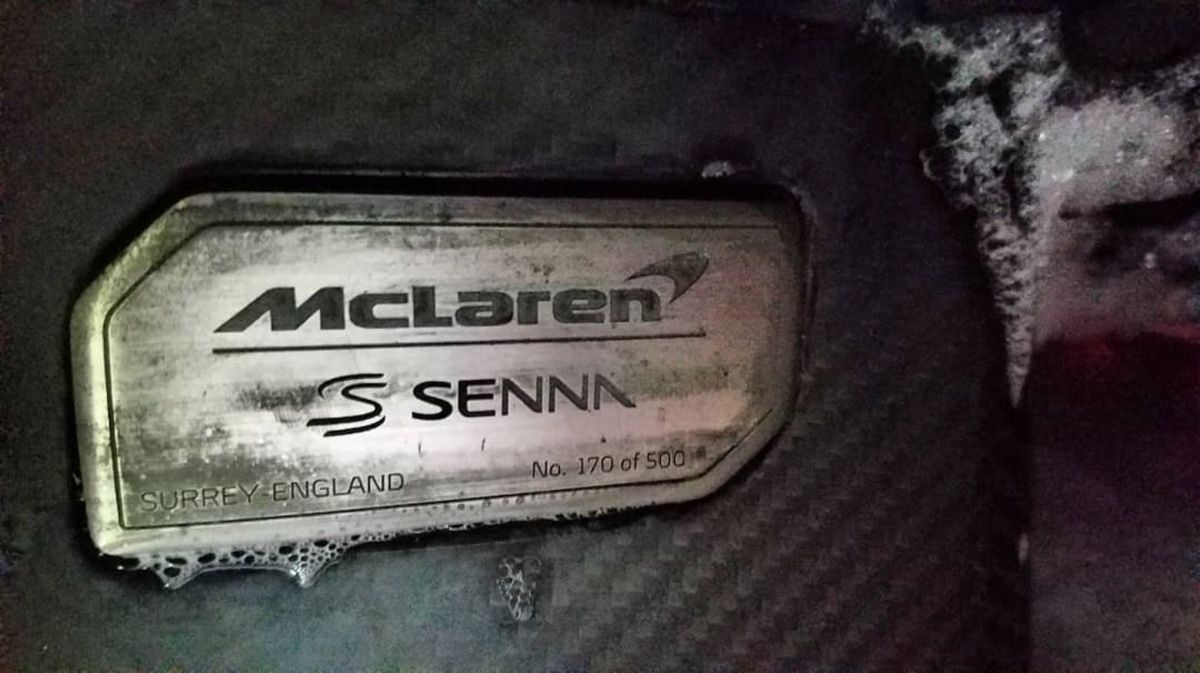 McLaren
SENNA
No. 170 of 500
SURREY-ENGLAND